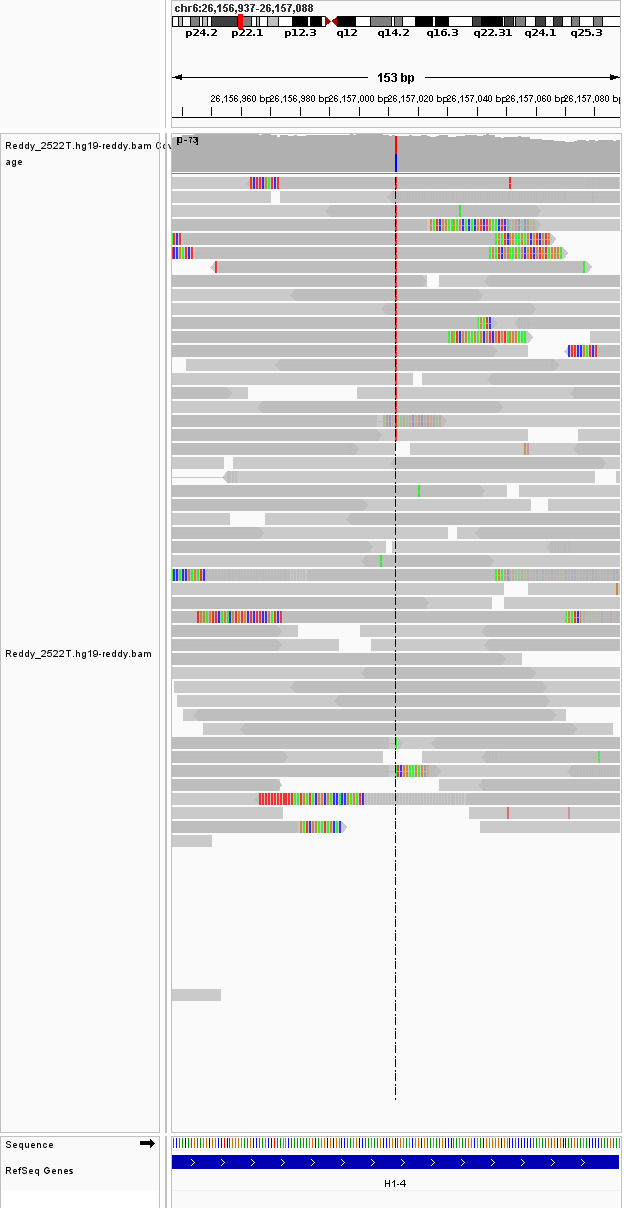 chr6:26,156,937-26,157,088
p24.2 p22.1 p12.3 q12 q14.2 q16.3 q22.31 q24.1 q25.3
153 bp
26,156,960 bp 26,156,980 bp 26,157,000 bp 26,157,020 bp 26,157,040 bp 26,157,060 bp 26,157,080 bp
Reddy_2522T.hg19-reddy.bam Cov
age
[0-73]
Reddy_2522T.hg19-reddy.bam
Sequence
RefSeq Genes
H1-4